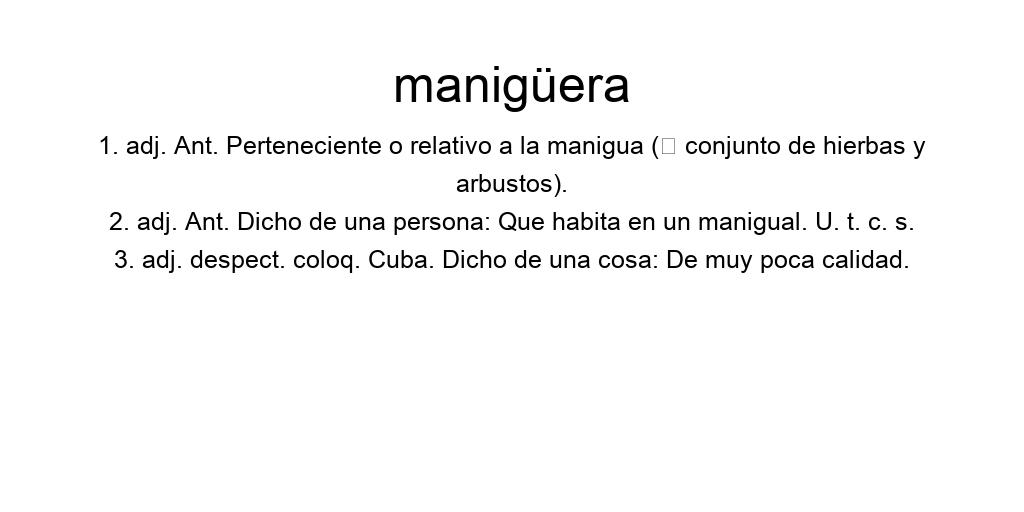 manigüera
1. adj. Ant. Perteneciente o relativo a la manigua (□ conjunto de hierbas y
arbustos).
2. adj. Ant. Dicho de una persona: Que habita en un manigual. U. t. c. s.
3. adj. despect. coloq. Cuba. Dicho de una cosa: De muy poca calidad.